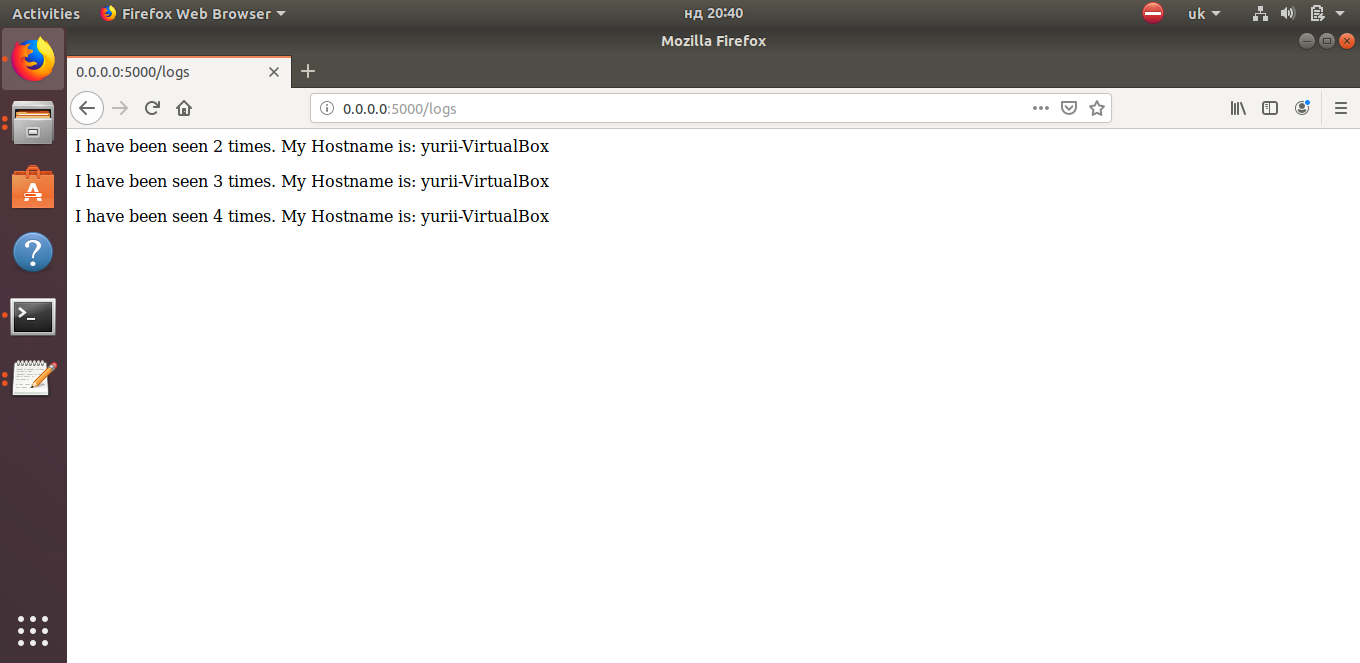 Activities Firefox Web Browser нд 20:40 uk
Mozilla Firefox
0.0.0.0:5000/logs
0.0.0.0:5000/logs
I have been seen 2 times. My Hostname is: yurii-VirtualBox
I have been seen 3 times. My Hostname is: yurii-VirtualBox
I have been seen 4 times. My Hostname is: yurii-VirtualBox